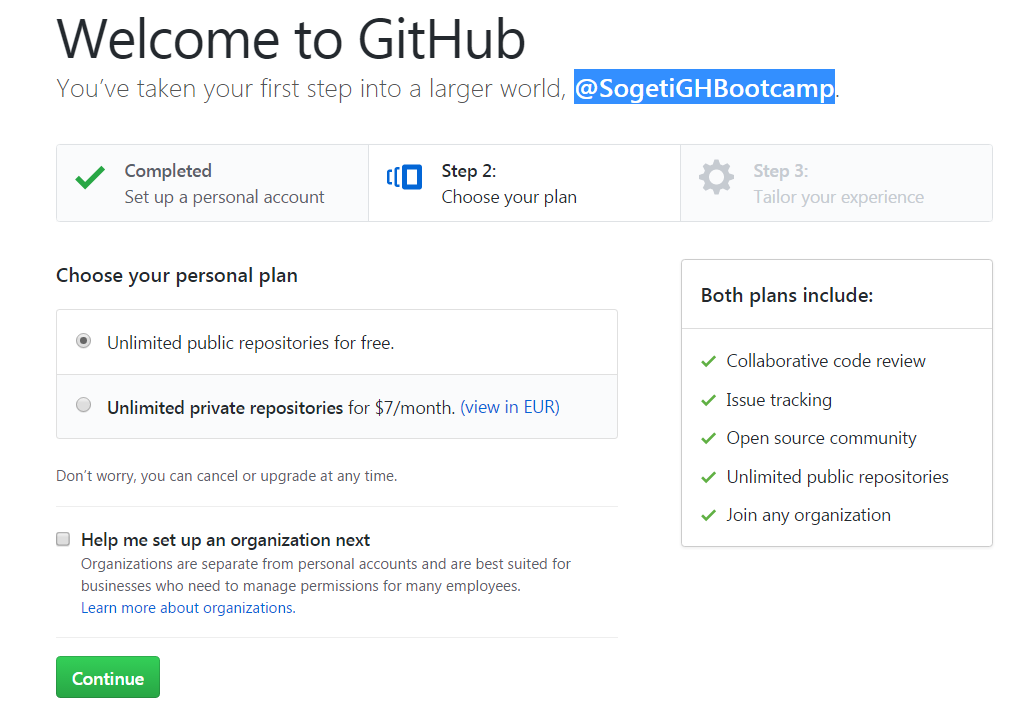 Welcome to GitHub
You’ve taken your first step into a larger world, @SogetiGHBootcamp.
Completed
Set up a personal account
Step 2:
Choose your plan
Step 3:
Tailor your experience
Choose your personal plan
Unlimited public repositories for free.
Unlimited private repositories for $7/month. (view in EUR)
Don’t worry, you can cancel or upgrade at any time.
Help me set up an organization next
Organizations are separate from personal accounts and are best suited for
businesses who need to manage permissions for many employees.
Learn more about organizations.
Continue
Both plans include:
Collaborative code review
Issue tracking
Open source community
Unlimited public repositories
Join any organization